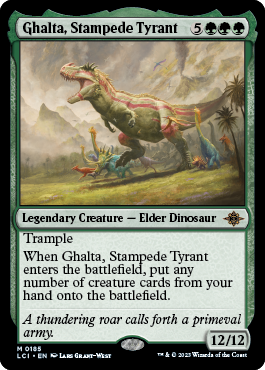 Ghalta, Stampede Tyrant 5
Legendary Creature — Elder Dinosaur
Trample
When Ghalta, Stampede Tyrant
enters the battlefield, put any
number of creature cards from your
hand onto the battlefield.
A thundering roar calls forth a primeval
army.
12/12
M 0185
LCI • EN Lars Grant-West
™ & © 2023 Wizards of the Coast